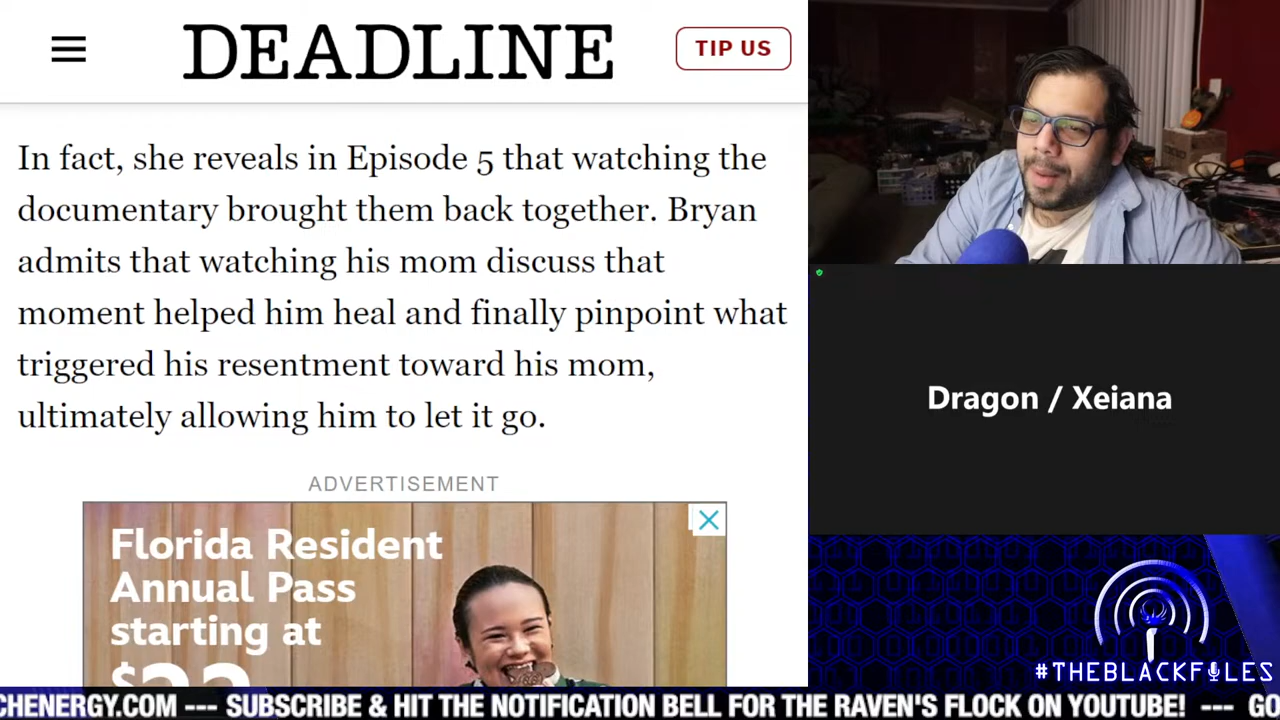 DEADLINE
TIP US
In fact, she reveals in Episode 5 that watching the
documentary brought them back together. Bryan
admits that watching his mom discuss that
moment helped him heal and finally pinpoint what
triggered his resentment toward his mom,
ultimately allowing him to let it go.
ADVERTISEMENT
Florida Resident
Annual Pass
starting at
Dragon / Xeiana
#THEBLACKFILES
CHENERGY.COM --- SUBSCRIBE & HIT THE NOTIFICATION BELL FOR THE RAVEN'S FLOCK ON YOUTUBE! --- GO